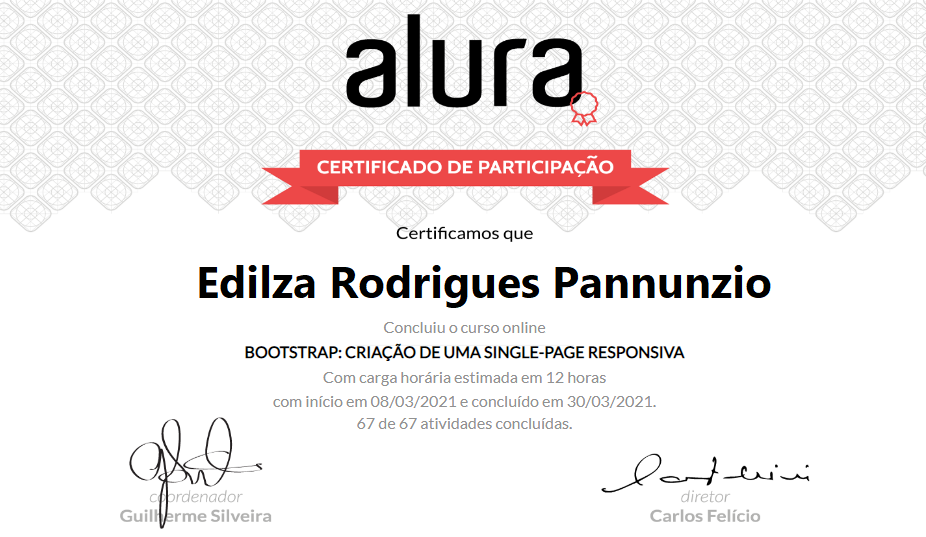 alura
CERTIFICADO DE PARTICIPAÇÃO
Certificamos que
Edilza Rodrigues Pannunzio
Concluiu o curso online
BOOTSTRAP: CRIAÇÃO DE UMA SINGLE-PAGE RESPONSIVA
Com carga horária estimada em 12 horas
com início em 08/03/2021 e concluído em 30/03/2021.
67 de 67 atividades concluídas.
coordenador
Guilherme Silveira
diretor
Carlos Felício